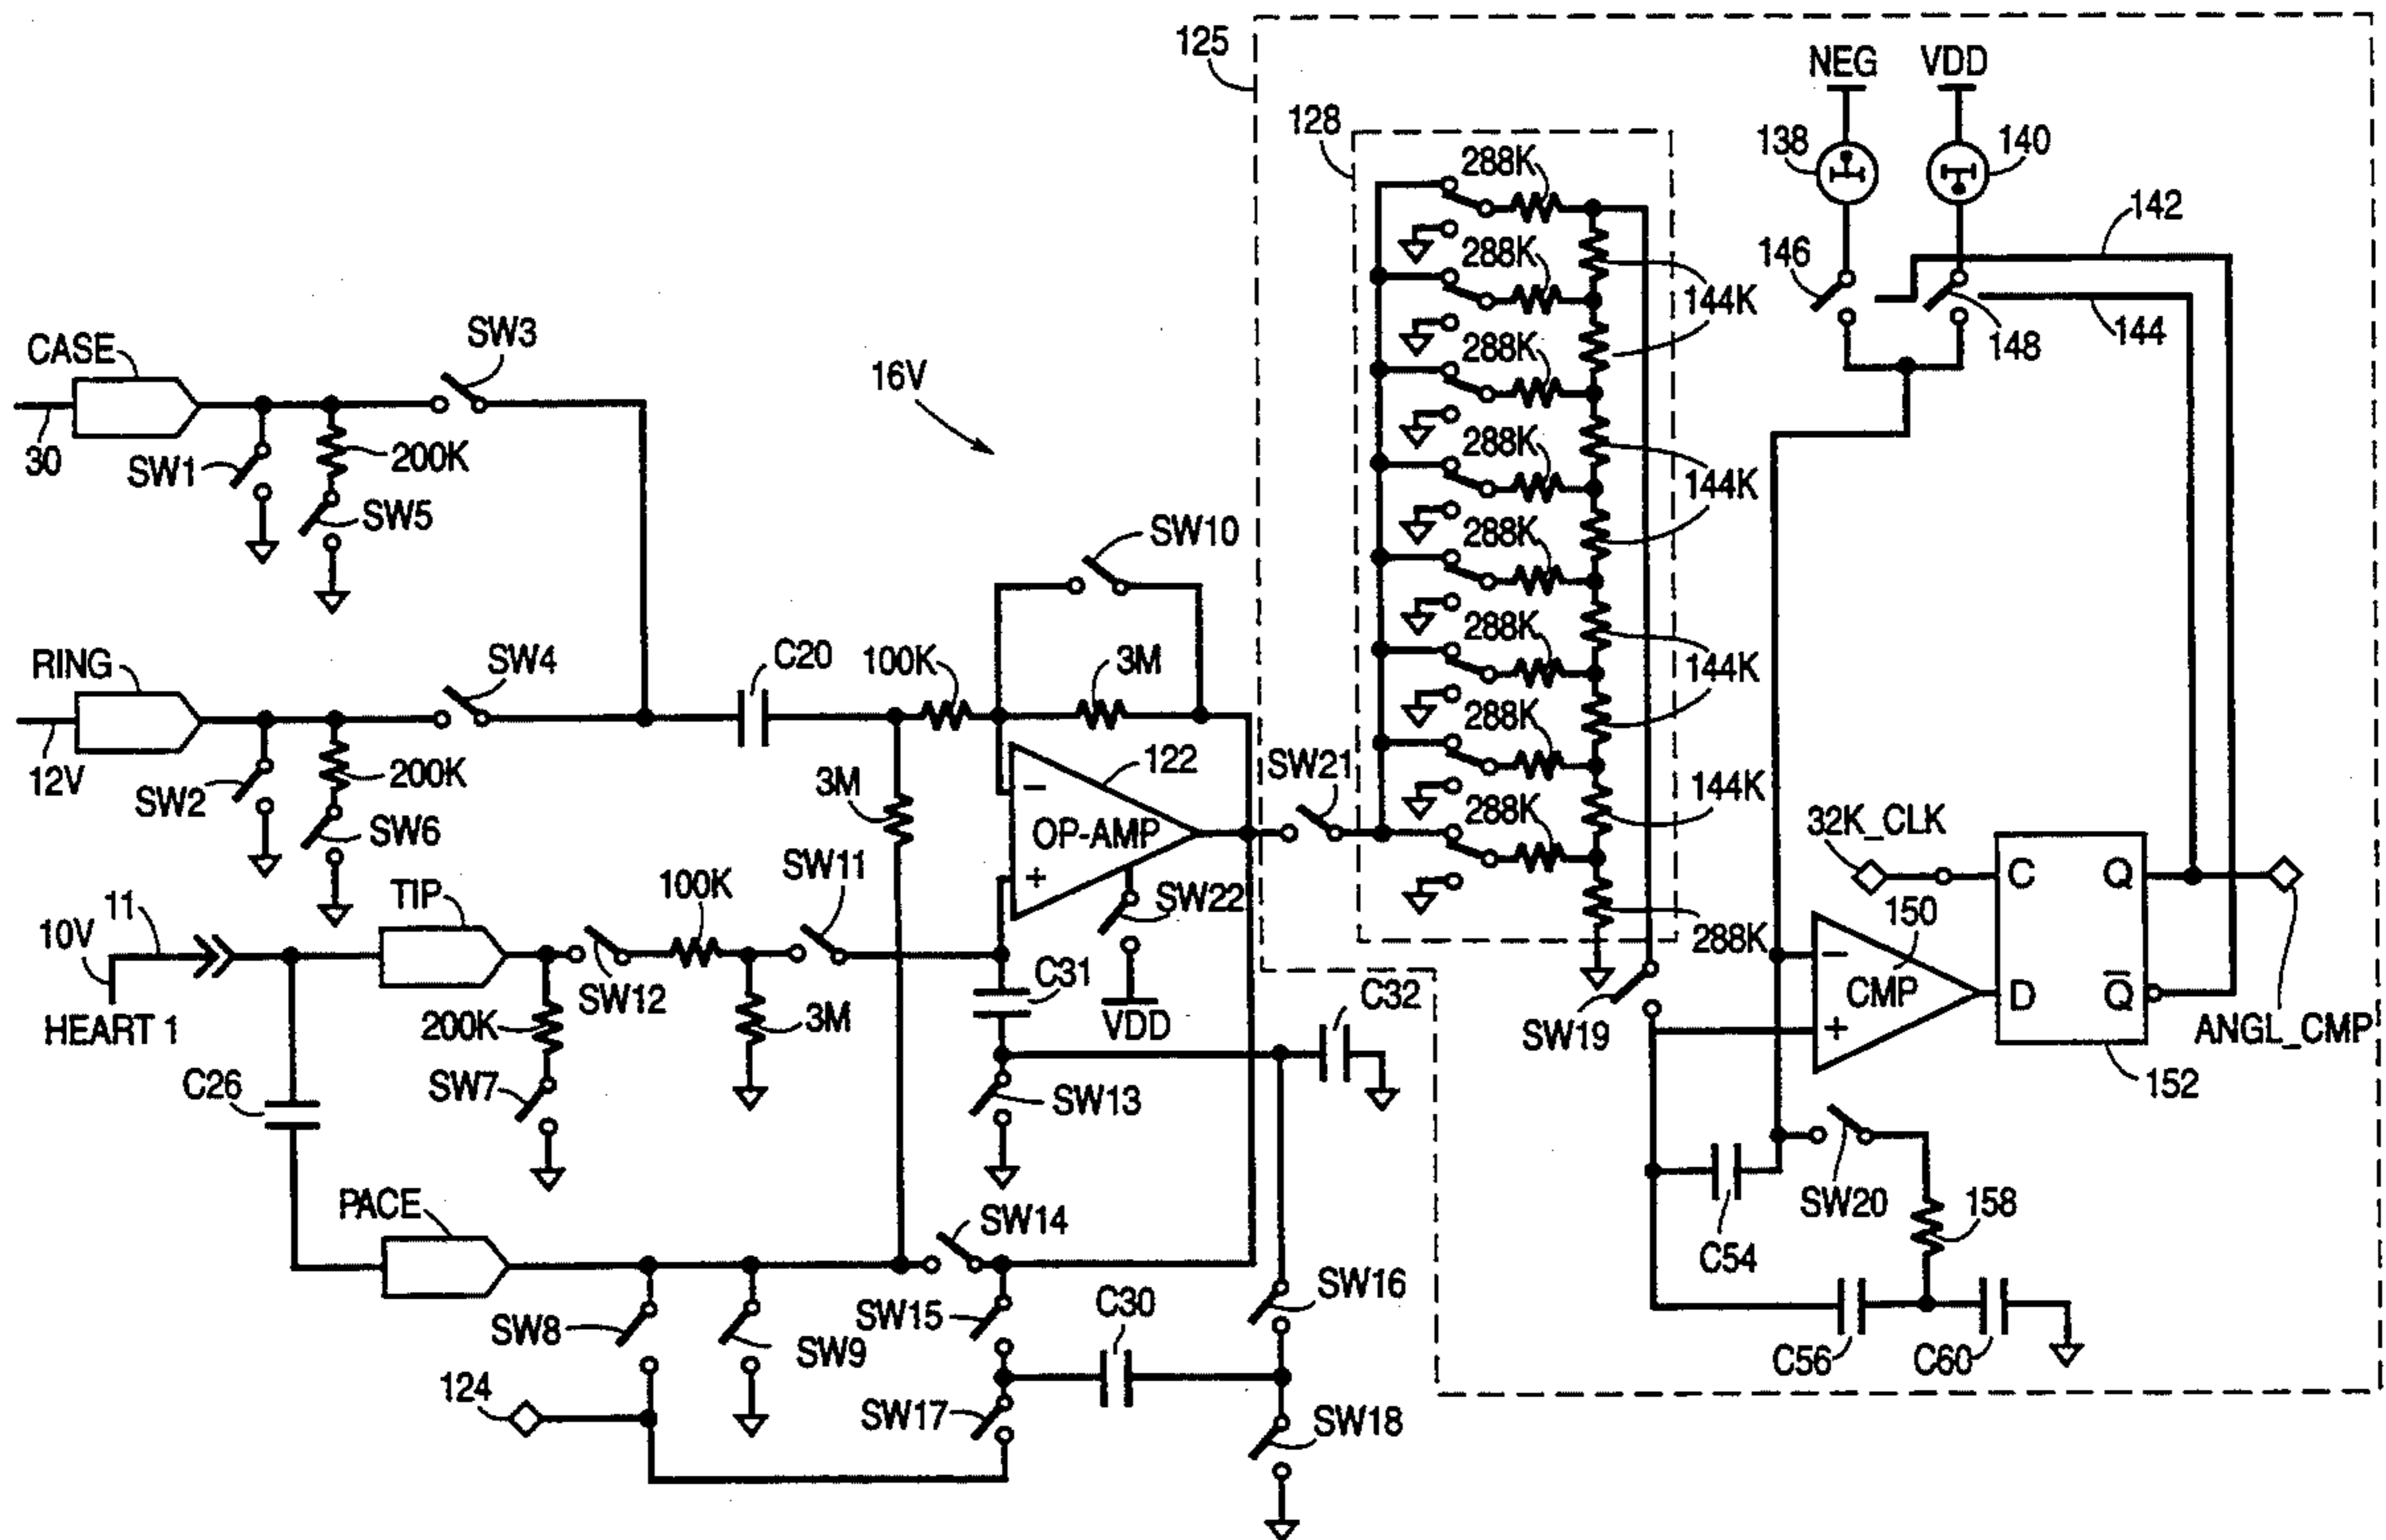 125
NEG VDD
128
138
140
288K
142
146
288K
144K
148
144
SW3
CASE
16V
288K
30
SW1
200K
SW5
288K
144K
SW10
288K
RING
SW4
C20
100K
3M
288K
144K
12V
SW2
200K
SW6
3M
122
SW21
288K
144K
−
OP-AMP
+
288K
32K_CLK
C
Q
TIP
100K
SW11
SW22
10V
11
150
288K
−
CMP
+
D
Q̅
HEART 1
200K
SW12
3M
C31
VDD
C32
SW19
ANGL_CMP
C26
SW7
SW13
152
PACE
SW14
C54
SW20
158
SW8
SW9
SW15
C30
SW16
C56
C60
124
SW17
SW18